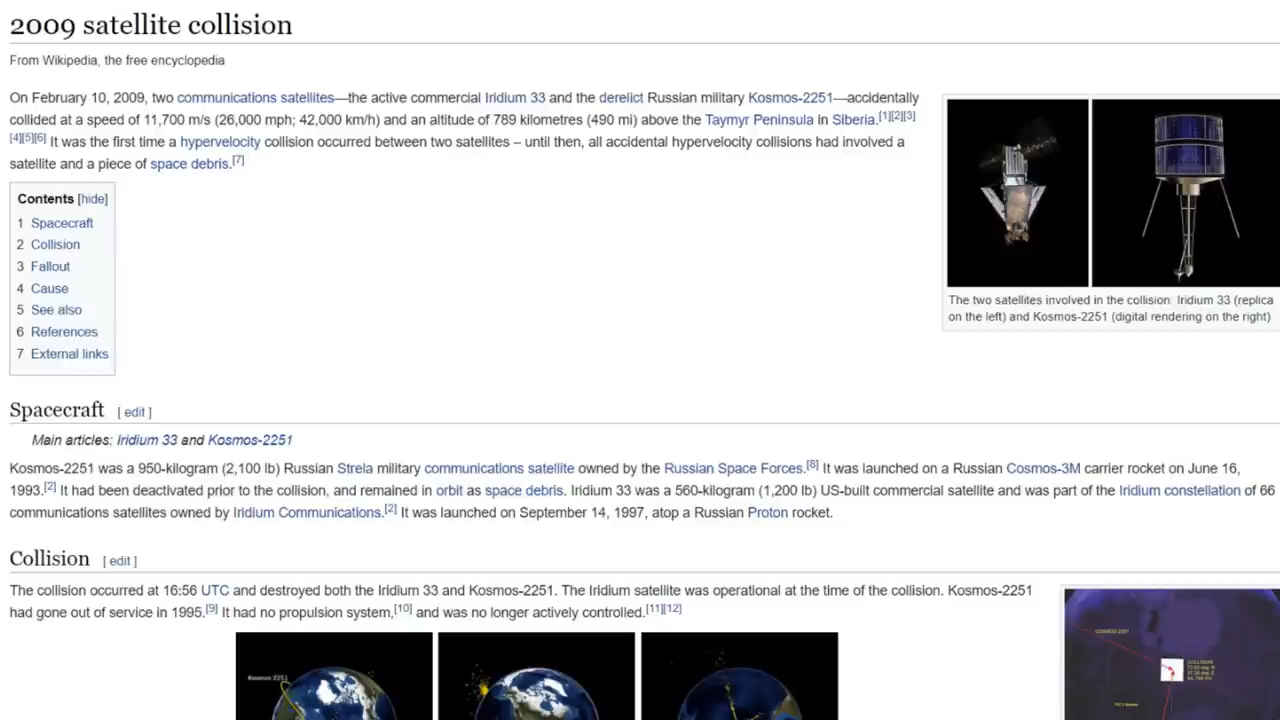 2009 satellite collision
From Wikipedia, the free encyclopedia
On February 10, 2009, two communications satellites—the active commercial Iridium 33 and the derelict Russian military Kosmos-2251—accidentally
collided at a speed of 11,700 m/s (26,000 mph; 42,000 km/h) and an altitude of 789 kilometres (490 mi) above the Taymyr Peninsula in Siberia.[1][2][3]
[4][5][6] It was the first time a hypervelocity collision occurred between two satellites – until then, all accidental hypervelocity collisions had involved a
satellite and a piece of space debris.[7]
The two satellites involved in the collision: Iridium 33 (replica
on the left) and Kosmos-2251 (digital rendering on the right)
Contents [hide]
1 Spacecraft
2 Collision
3 Fallout
4 Cause
5 See also
6 References
7 External links
Spacecraft [ edit ]
Main articles: Iridium 33 and Kosmos-2251
Kosmos-2251 was a 950-kilogram (2,100 lb) Russian Strela military communications satellite owned by the Russian Space Forces.[8] It was launched on a Russian Cosmos-3M carrier rocket on June 16,
1993.[2] It had been deactivated prior to the collision, and remained in orbit as space debris. Iridium 33 was a 560-kilogram (1,200 lb) US-built commercial satellite and was part of the Iridium constellation of 66
communications satellites owned by Iridium Communications.[2] It was launched on September 14, 1997, atop a Russian Proton rocket.
Collision [ edit ]
The collision occurred at 16:56 UTC and destroyed both the Iridium 33 and Kosmos-2251. The Iridium satellite was operational at the time of the collision. Kosmos-2251
had gone out of service in 1995.[9] It had no propulsion system,[10] and was no longer actively controlled.[11][12]
Kosmos 2251
COSMOS 2251
COLLISION